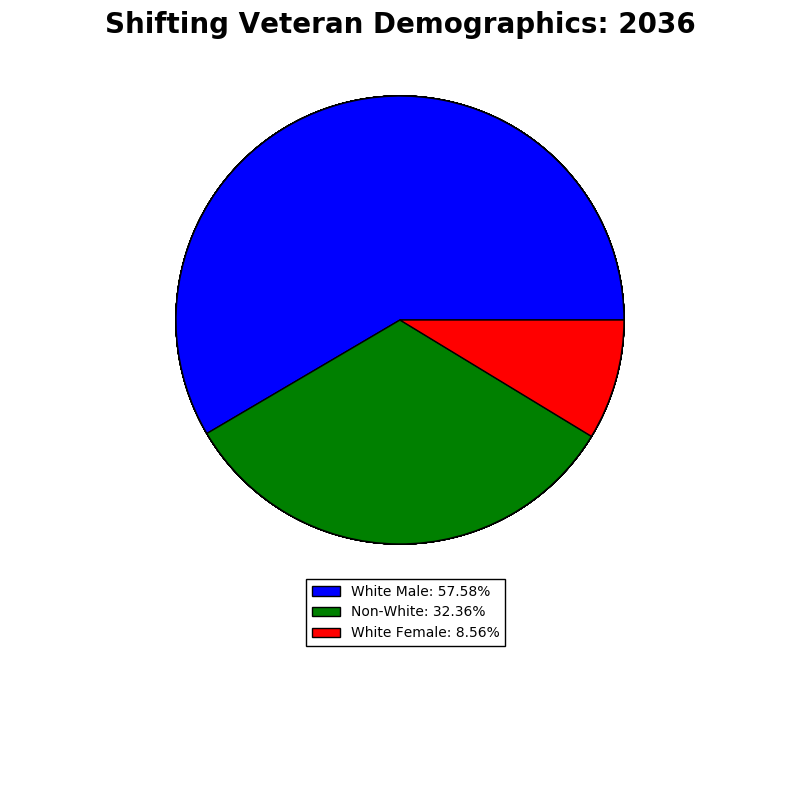 Shifting Veteran Demographics: 2036
White Male: 57.58%
Non-White: 32.36%
White Female: 8.56%